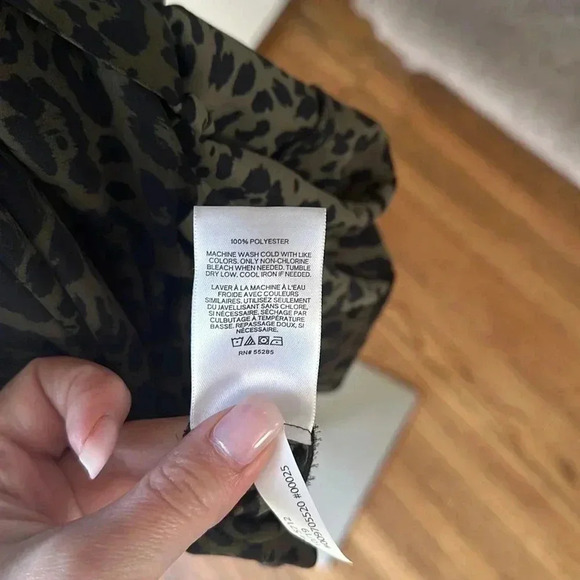 100% POLYESTER
MACHINE WASH COLD WITH LIKE
COLORS. ONLY NON-CHLORINE
BLEACH WHEN NEEDED. TUMBLE
DRY LOW. COOL IRON IF NEEDED.
LAVER À LA MACHINE À L'EAU
FROIDE AVEC COULEURS
SIMILAIRES. UTILISEZ SEULEMENT
DU JAVELLISANT SANS CHLORE,
SI NÉCESSAIRE. SÉCHAGE PAR
CULBUTAGE À TEMPÉRATURE
BASSE. REPASSAGE DOUX, SI
NÉCESSAIRE.
RN# 55285
#0009705520 #00025